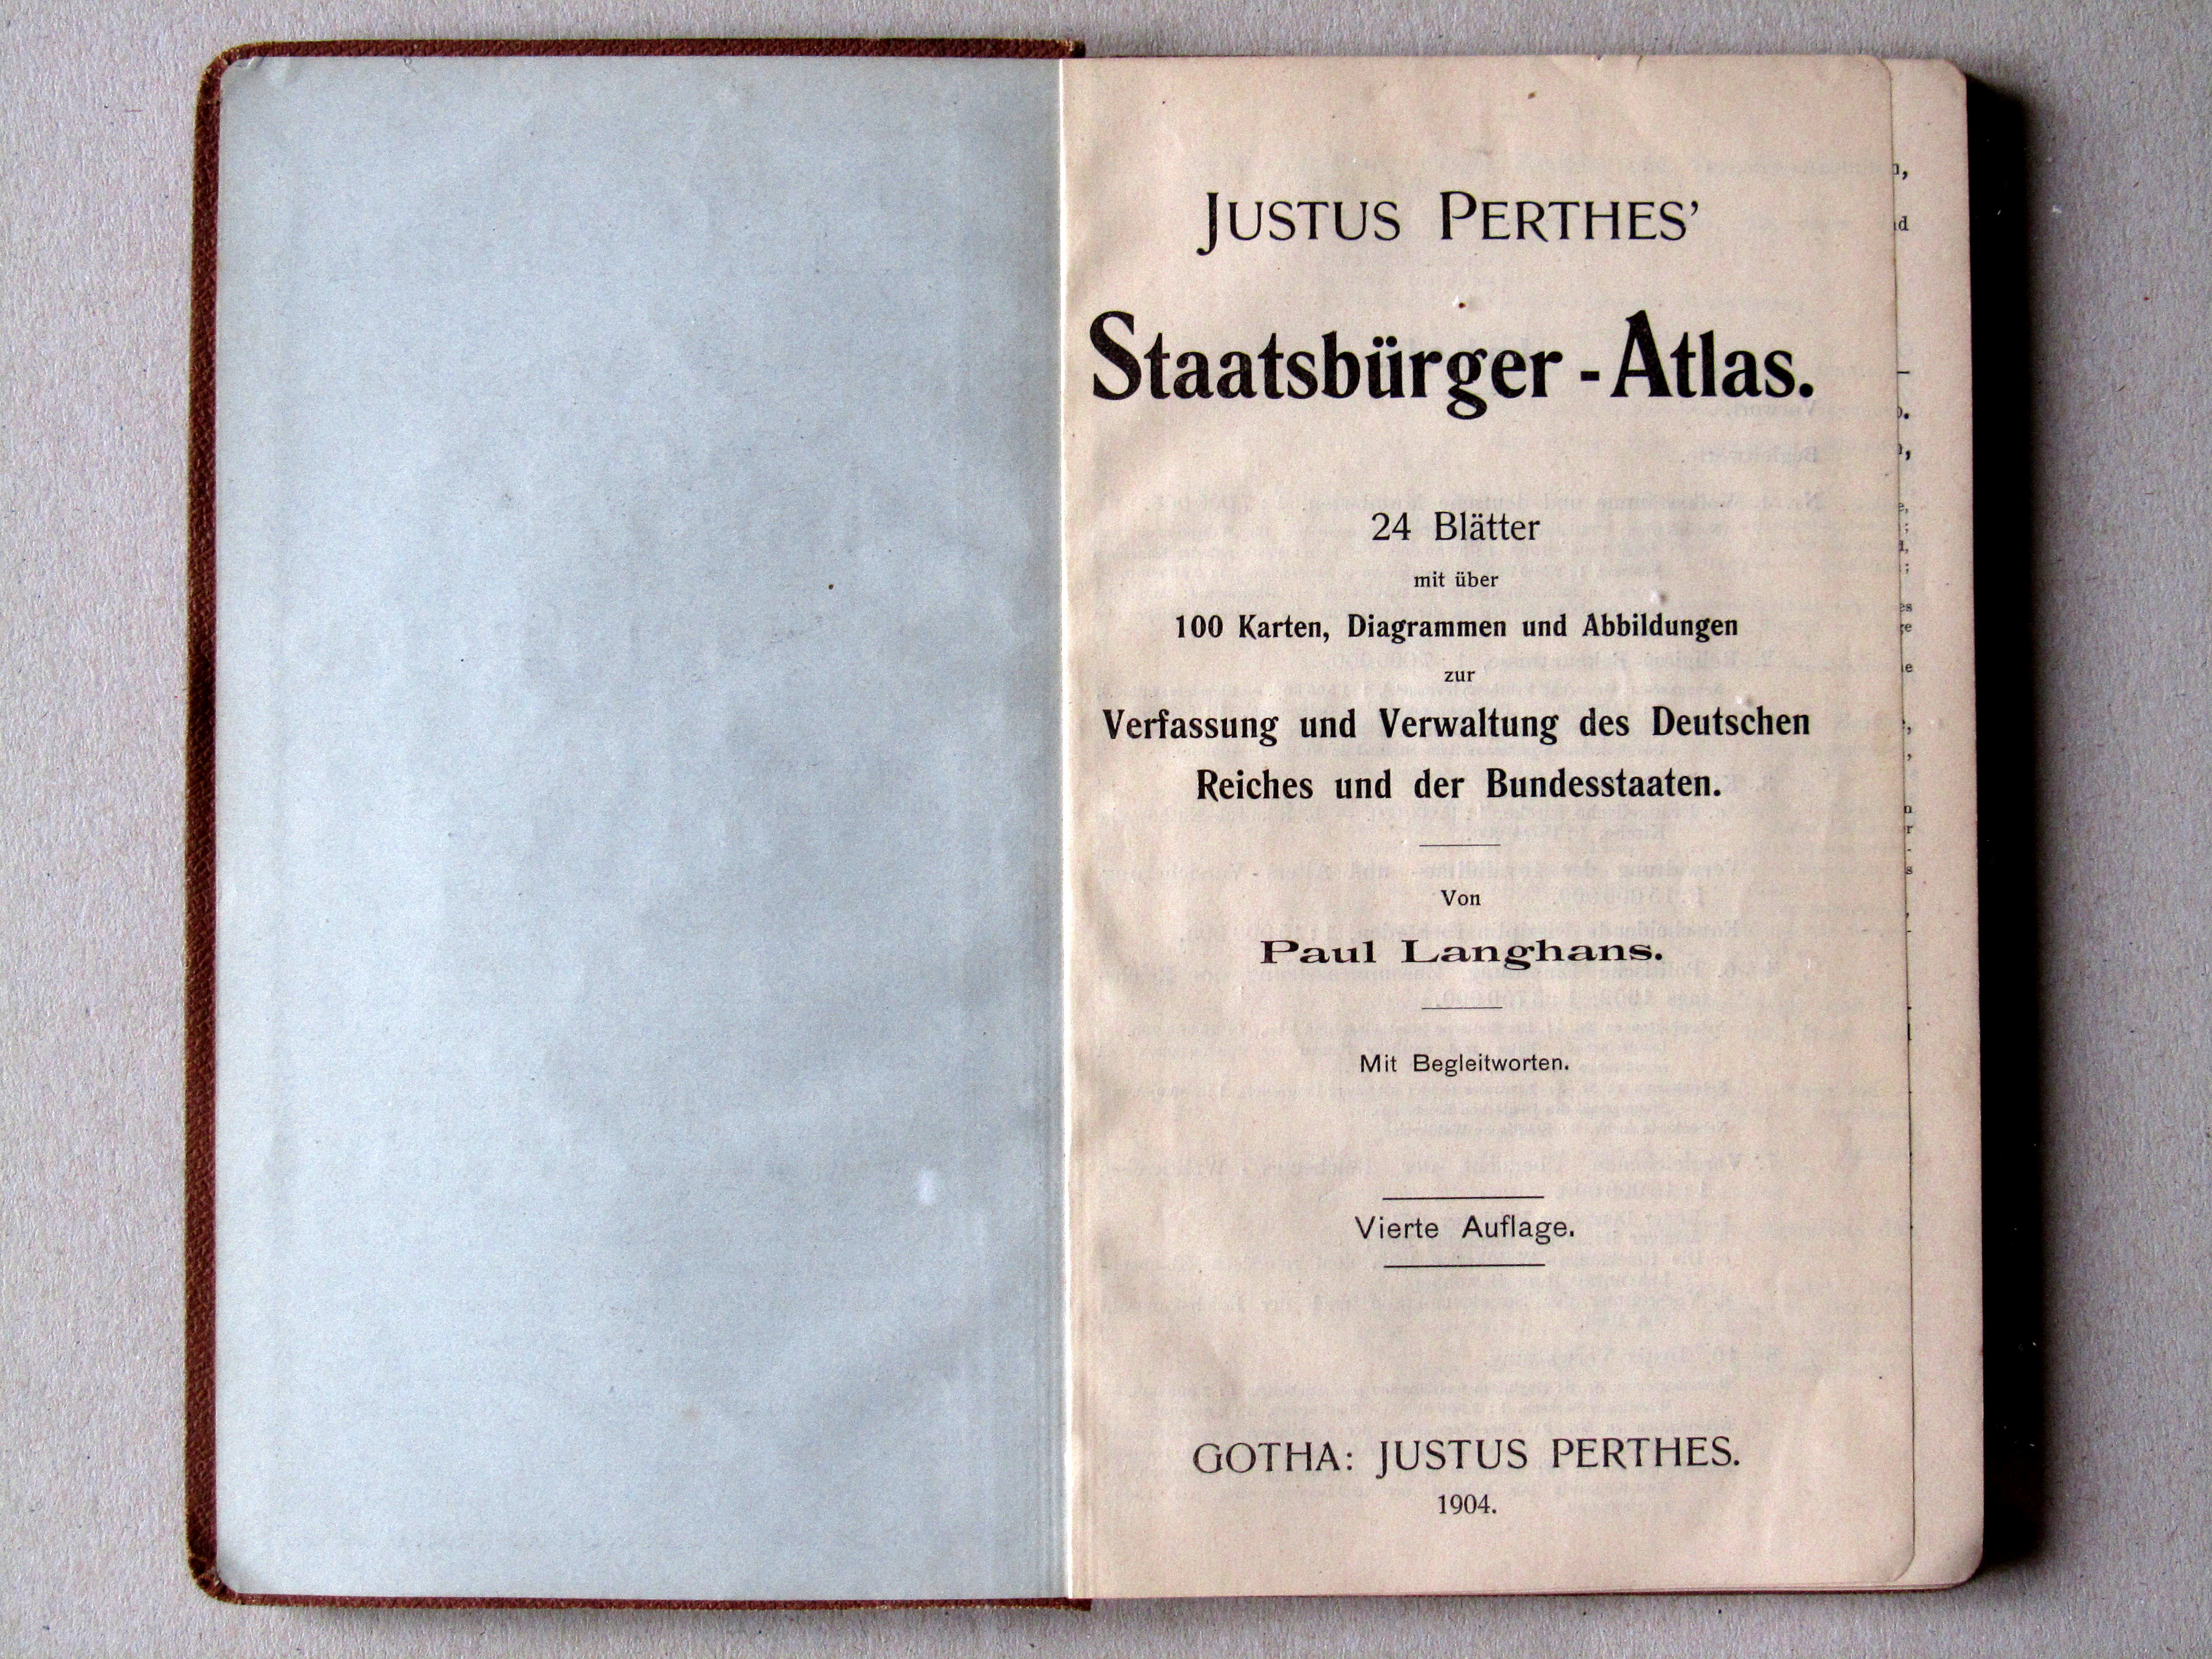 JUSTUS PERTHES’
Staatsbürger-Atlas.
24 Blätter
mit über
100 Karten, Diagrammen und Abbildungen
zur
Verfassung und Verwaltung des Deutschen
Reiches und der Bundesstaaten.
Von
Paul Langhans.
Mit Begleitworten.
Vierte Auflage.
GOTHA: JUSTUS PERTHES.
1904.